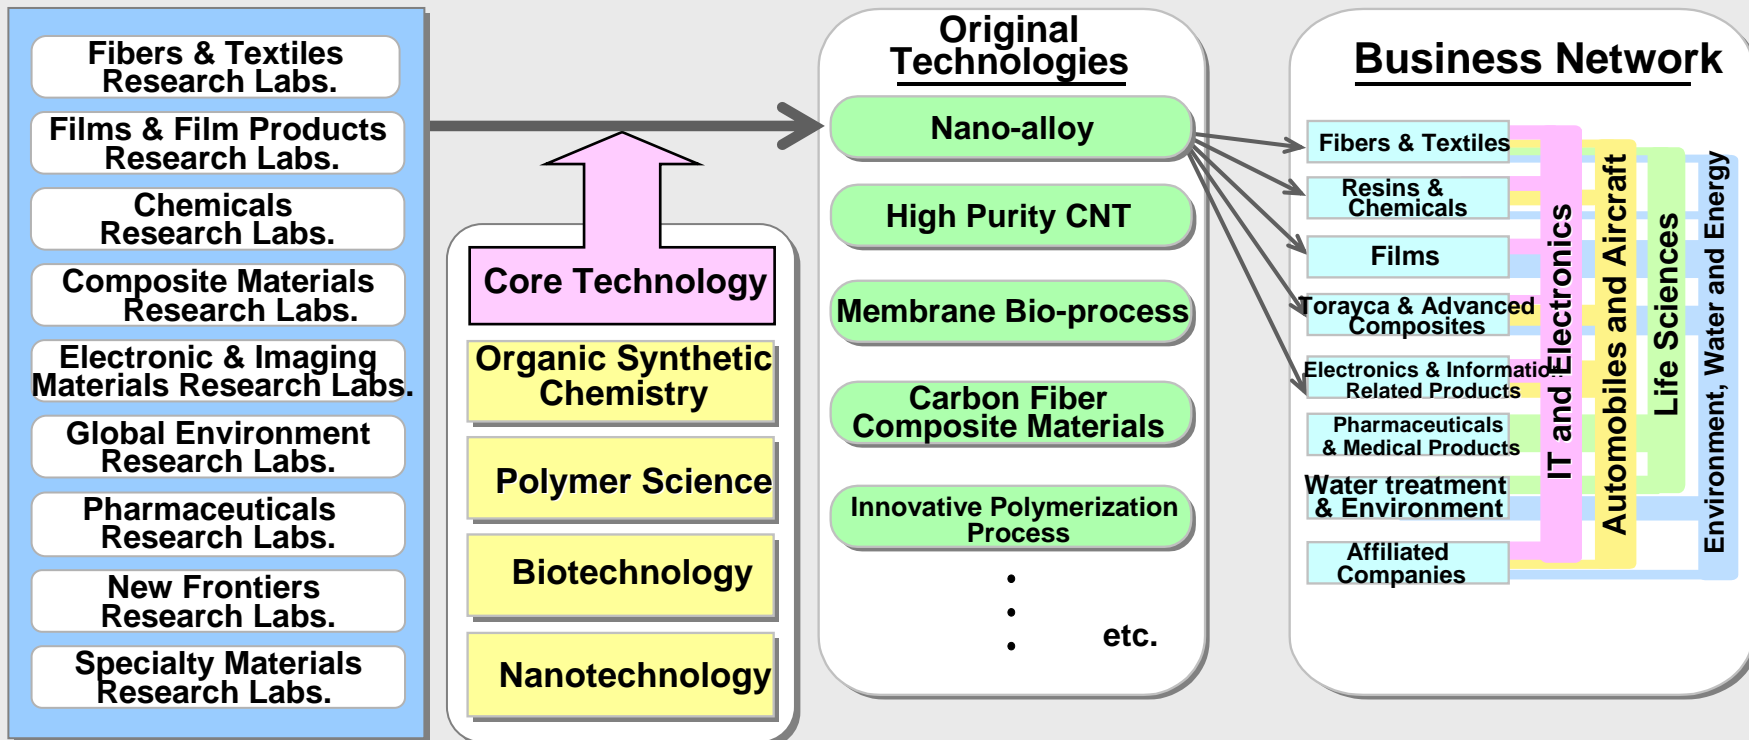 Fibers & Textiles
Research Labs.
Films & Film Products
Research Labs.
Chemicals
Research Labs.
Composite Materials
Research Labs.
Electronic & Imaging
Materials Research Labs.
Global Environment
Research Labs.
Pharmaceuticals
Research Labs.
New Frontiers
Research Labs.
Specialty Materials
Research Labs.
Core Technology
Organic Synthetic
Chemistry
Polymer Science
Biotechnology
Nanotechnology
Original
Technologies
Nano-alloy
High Purity CNT
Membrane Bio-process
Carbon Fiber
Composite Materials
Innovative Polymerization
Process
etc.
Business Network
Fibers & Textiles
Resins &
Chemicals
Films
Torayca & Advanced
Composites
Electronics & Information
Related Products
Pharmaceuticals
& Medical Products
Water treatment
& Environment
Affiliated
Companies
IT and Electronics
Automobiles and Aircraft
Life Sciences
Environment, Water and Energy